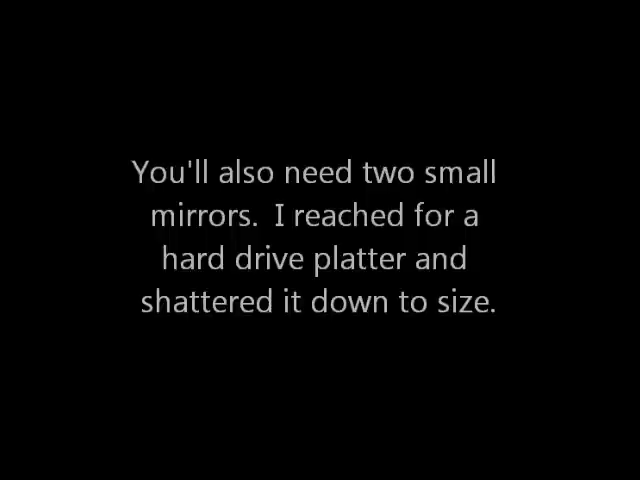 You'll also need two small
mirrors.  I reached for a
hard drive platter and
shattered it down to size.